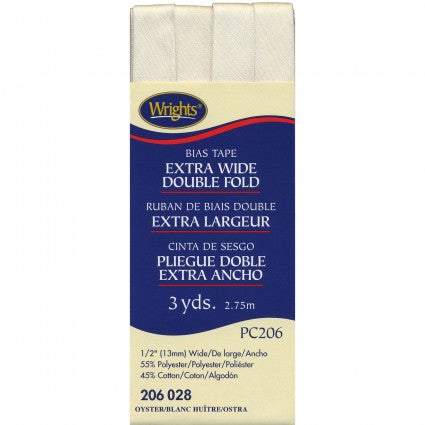 Wrights®
BIAS TAPE
EXTRA WIDE
DOUBLE FOLD
RUBAN DE BIAIS DOUBLE
EXTRA LARGEUR
CINTA DE SESGO
PLIEGUE DOBLE
EXTRA ANCHO
3 yds. 2.75m
PC206
1/2" (13mm) Wide/De large/Ancho
55% Polyester/Polyester/Poliéster
45% Cotton/Coton/Algodón
206 028
OYSTER/BLANC HUÎTRE/OSTRA